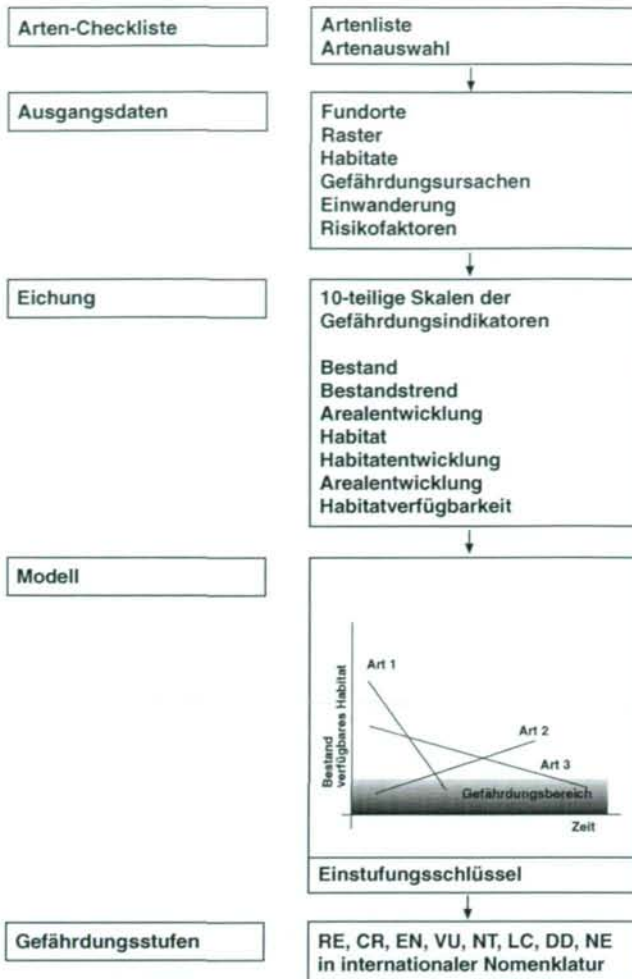 Arten-Checkliste
Artenliste
Artenauswahl
Ausgangsdaten
Fundorte
Raster
Habitate
Gefährdungsursachen
Einwanderung
Risikofaktoren
Eichung
10-teilige Skalen der
Gefährdungsindikatoren
Bestand
Bestandstrend
Arealentwicklung
Habitat
Habitatentwicklung
Arealentwicklung
Habitatverfügbarkeit
Modell
Bestand
verfügbares Habitat
Art 1
Art 2
Art 3
Gefährdungsbereich
Zeit
Einstufungsschlüssel
Gefährdungsstufen
RE, CR, EN, VU, NT, LC, DD, NE
in internationaler Nomenklatur